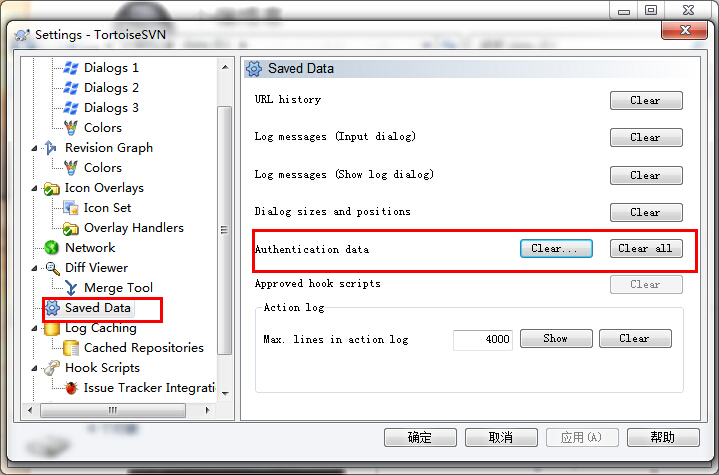 Settings - TortoiseSVN
Dialogs 1
Dialogs 2
Dialogs 3
Colors
Revision Graph
Colors
Icon Overlays
Icon Set
Overlay Handlers
Network
Diff Viewer
Merge Tool
Saved Data
Log Caching
Cached Repositories
Hook Scripts
Issue Tracker Integrati
Saved Data
URL history Clear
Log messages (Input dialog) Clear
Log messages (Show log dialog) Clear
Dialog sizes and positions Clear
Authentication data Clear... Clear all
Approved hook scripts Clear
Action log
Max. lines in action log 4000 Show Clear
确定 取消 应用(A) 帮助